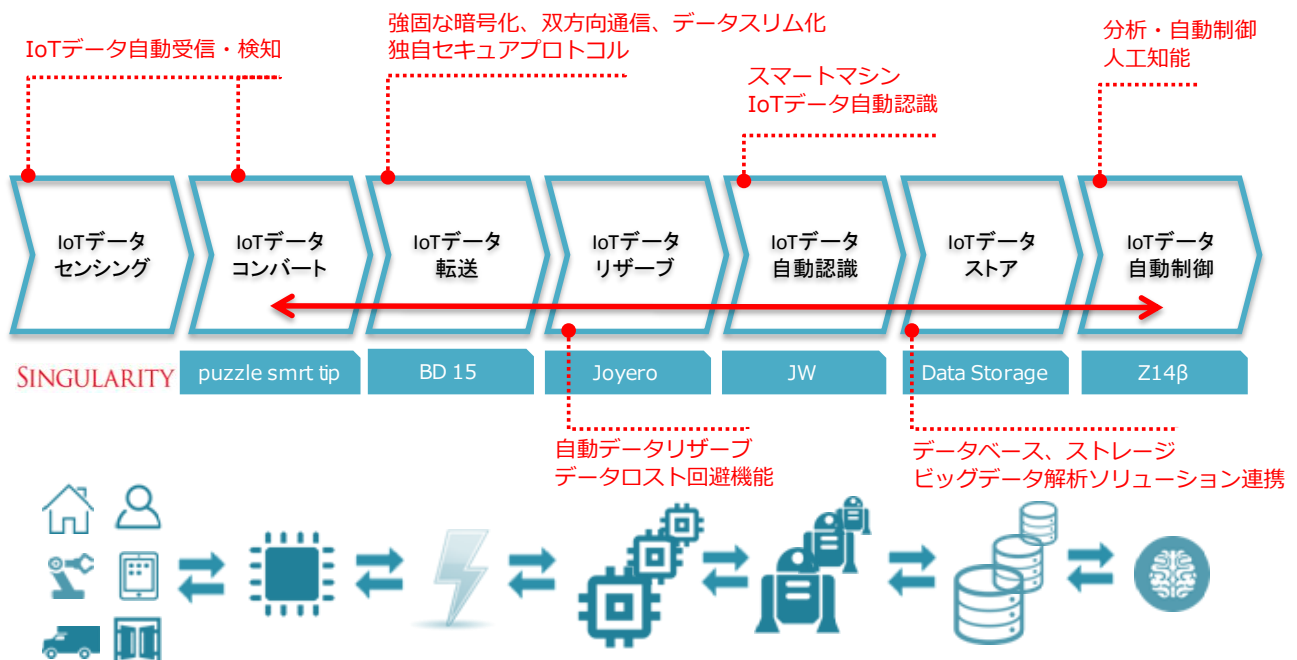 IoTデータ自動受信・検知
強固な暗号化、双方向通信、データスリム化
独自セキュアプロトコル
スマートマシン
IoTデータ自動認識
分析・自動制御
人工知能
IoTデータ
センシング
IoTデータ
コンバート
IoTデータ
転送
IoTデータ
リザーブ
IoTデータ
自動認識
IoTデータ
ストア
IoTデータ
自動制御
SINGULARITY
puzzle smrt tip
BD 15
Joyero
JW
Data Storage
Z14β
自動データリザーブ
データロスト回避機能
データベース、ストレージ
ビッグデータ解析ソリューション連携